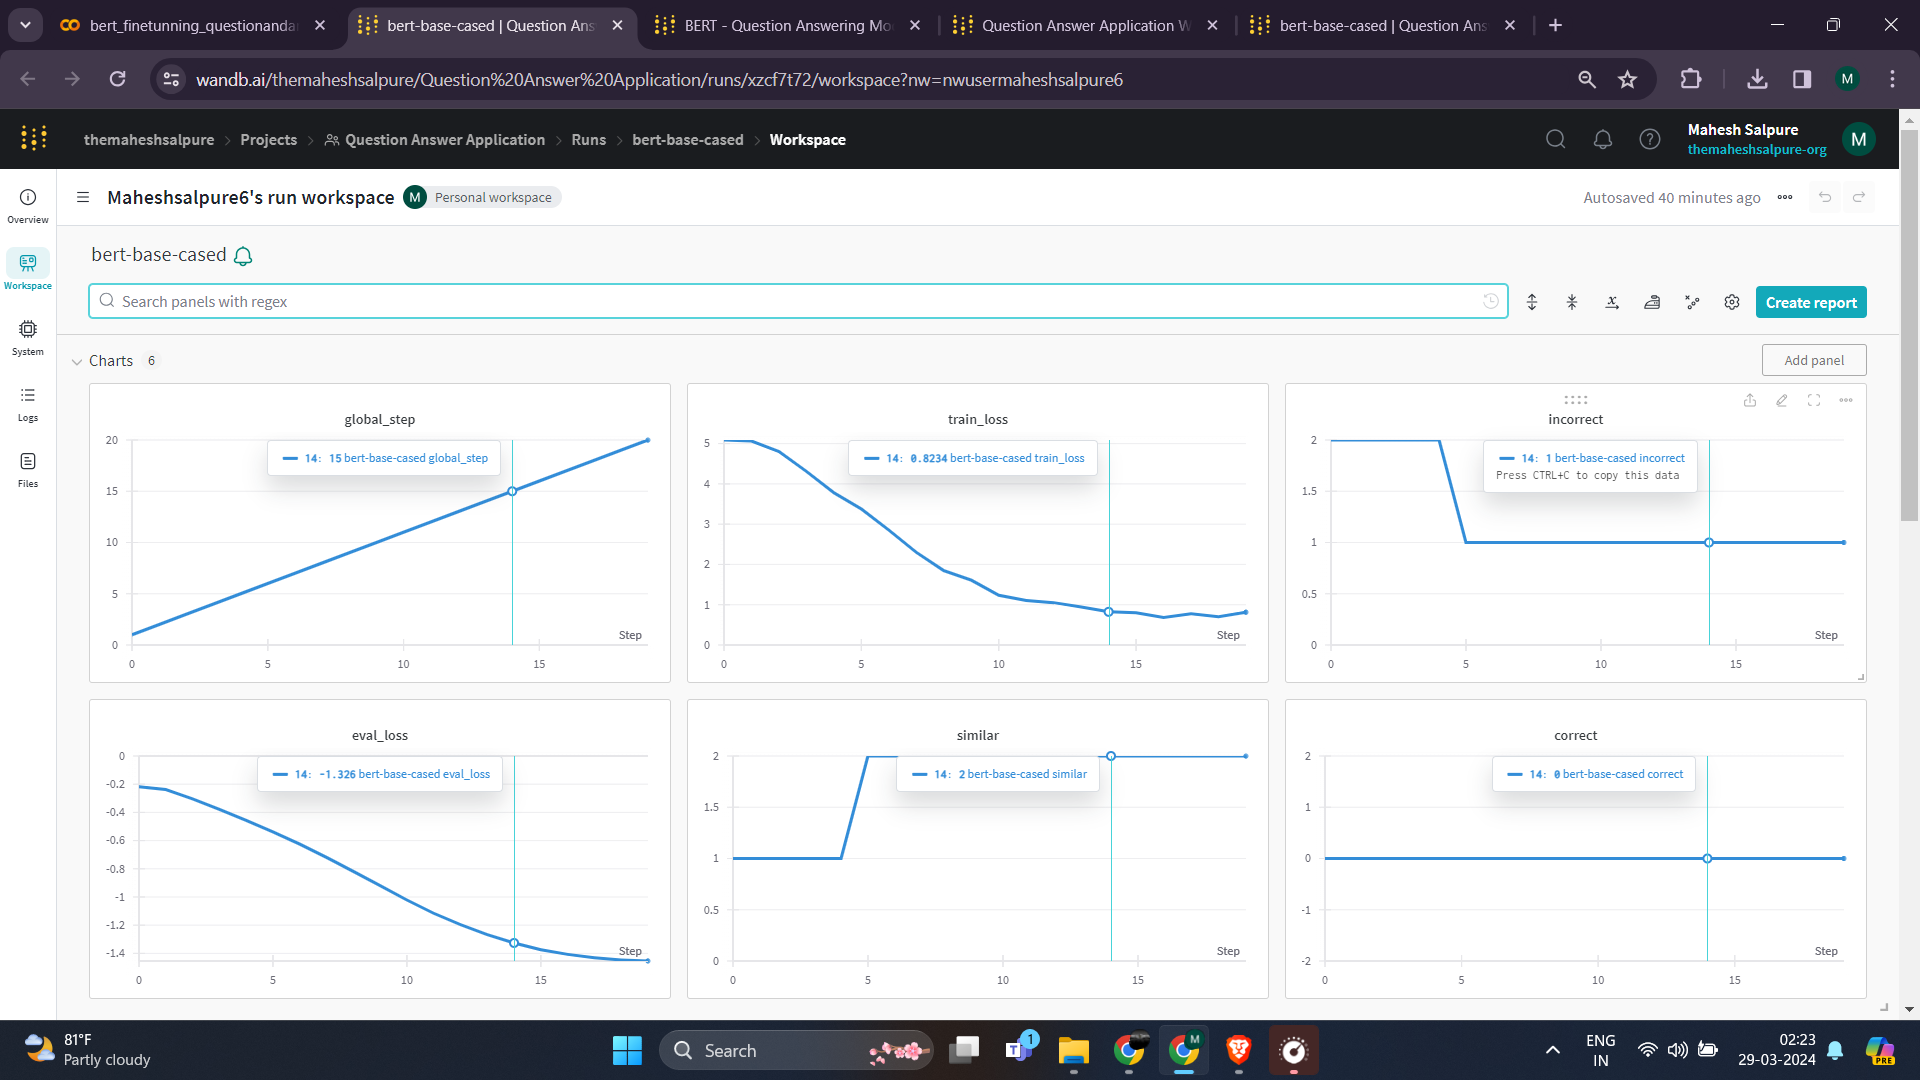 bert_finetunning_questionanda
bert-base-cased | Question Ans
BERT - Question Answering Mo
Question Answer Application W
bert-base-cased | Question Ans
wandb.ai/themaheshsalpure/Question%20Answer%20Application/runs/xzcf7t72/workspace?nw=nwusermaheshsalpure6
M
themaheshsalpure
Projects
Question Answer Application
Runs
bert-base-cased
Workspace
Mahesh Salpure
themaheshsalpure-org
M
Overview
Workspace
System
Logs
Files
Maheshsalpure6's run workspace
M
Personal workspace
Autosaved 40 minutes ago
bert-base-cased
Search panels with regex
Create report
Charts 6
Add panel
global_step
14: 15 bert-base-cased global_step
20
15
10
5
0
0
5
10
15
Step
train_loss
14: 0.8234 bert-base-cased train_loss
5
4
3
2
1
0
0
5
10
15
Step
incorrect
14: 1 bert-base-cased incorrect
Press CTRL+C to copy this data
2
1.5
1
0.5
0
0
5
10
15
Step
eval_loss
14: -1.326 bert-base-cased eval_loss
0
-0.2
-0.4
-0.6
-0.8
-1
-1.2
-1.4
0
5
10
15
Step
similar
14: 2 bert-base-cased similar
2
1.5
1
0.5
0
0
5
10
15
Step
correct
14: 0 bert-base-cased correct
2
1
0
-1
-2
0
5
10
15
Step
81°F
Partly cloudy
Search
1
T
M
ENG
IN
02:23
29-03-2024
PRE